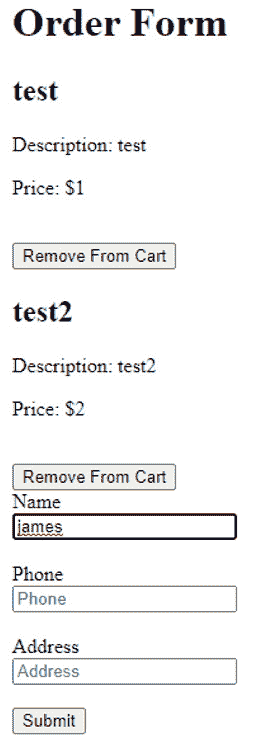 Order Form
test
Description: test
Price: $1
Remove From Cart
test2
Description: test2
Price: $2
Remove From Cart
Name
james
Phone
Phone
Address
Address
Submit